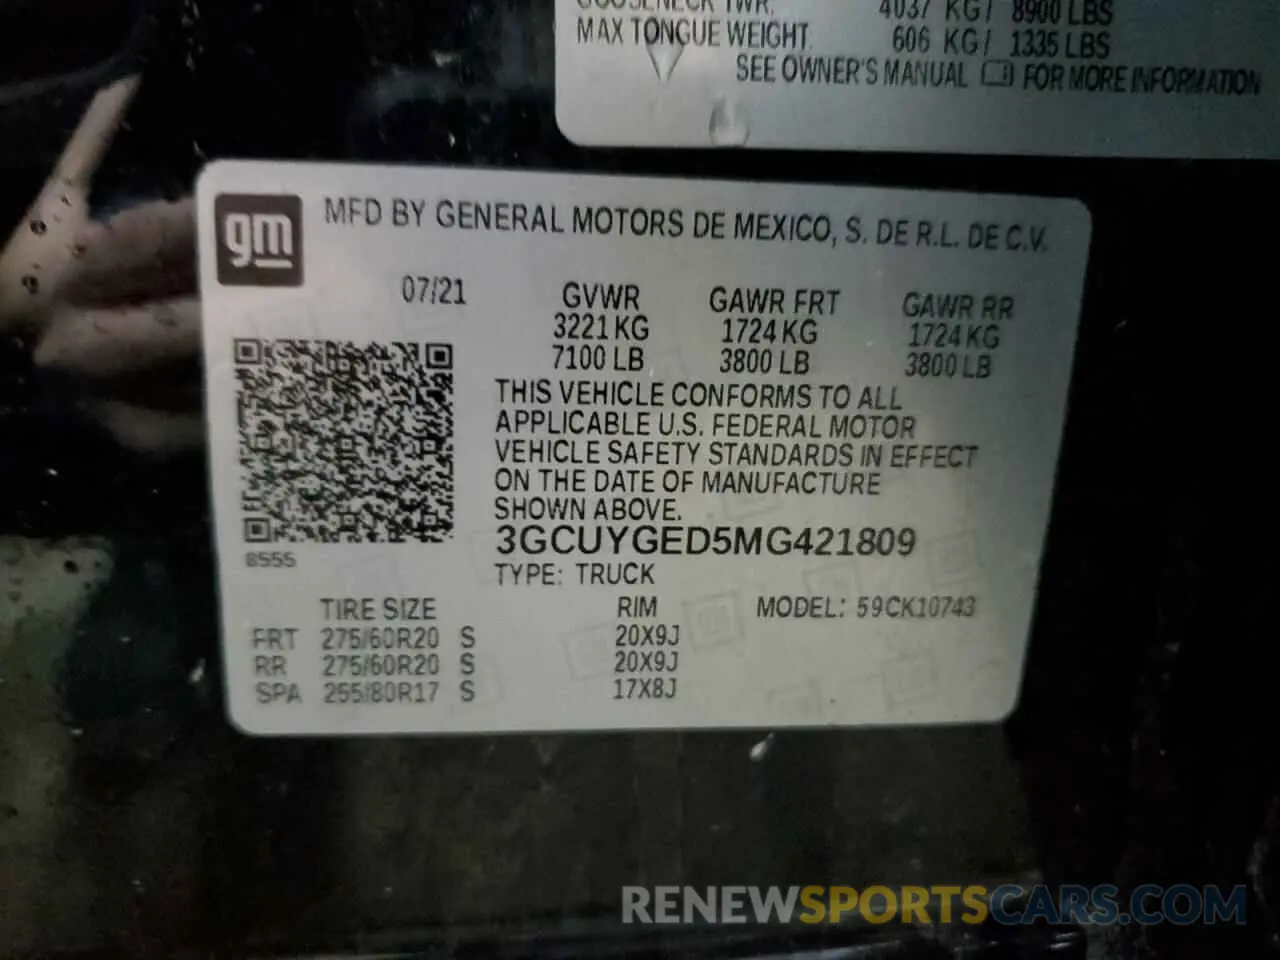 GOOSENECK TWR: 4037 KG/ 8900 LBS
MAX TONGUE WEIGHT 606 KG/ 1335 LBS
SEE OWNER'S MANUAL FOR MORE INFORMATION
gm
MFD BY GENERAL MOTORS DE MEXICO, S. DE R.L. DE C.V.
07/21 GVWR GAWR FRT GAWR RR
3221 KG 1724 KG 1724 KG
7100 LB 3800 LB 3800 LB
THIS VEHICLE CONFORMS TO ALL
APPLICABLE U.S. FEDERAL MOTOR
VEHICLE SAFETY STANDARDS IN EFFECT
ON THE DATE OF MANUFACTURE
SHOWN ABOVE.
3GCUYGED5MG421809
8555
TYPE: TRUCK
TIRE SIZE RIM MODEL: 59CK10743
FRT 275/60R20 S 20X9J
RR 275/60R20 S 20X9J
SPA 255/80R17 S 17X8J
RENEWSPORTSCARS.COM